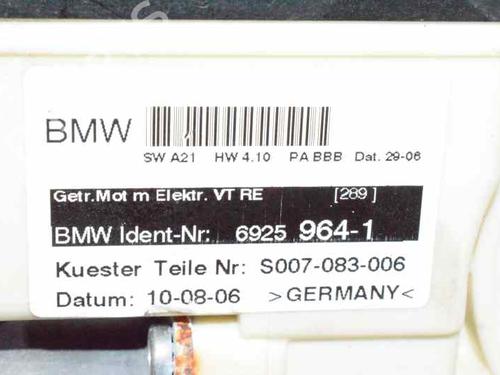 BMW
SW A21 HW 4.10 PA BBB Dat. 29-06
Getr.Mot m Elektr. VT RE [289]
BMW Ident-Nr: 6925 964-1
Kuester Teile Nr: S007-083-006
Datum: 10-08-06 >GERMANY<